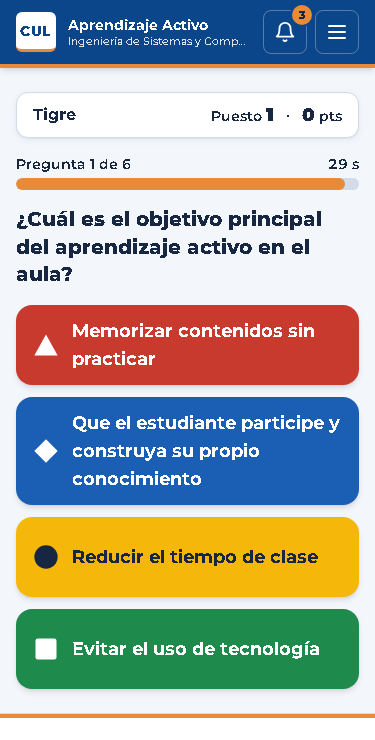 CUL
Aprendizaje Activo
Ingeniería de Sistemas y Comp...
3
Tigre
Puesto 1 · 0 pts
Pregunta 1 de 6
29 s
¿Cuál es el objetivo principal
del aprendizaje activo en el
aula?
Memorizar contenidos sin
practicar
Que el estudiante participe y
construya su propio
conocimiento
Reducir el tiempo de clase
Evitar el uso de tecnología